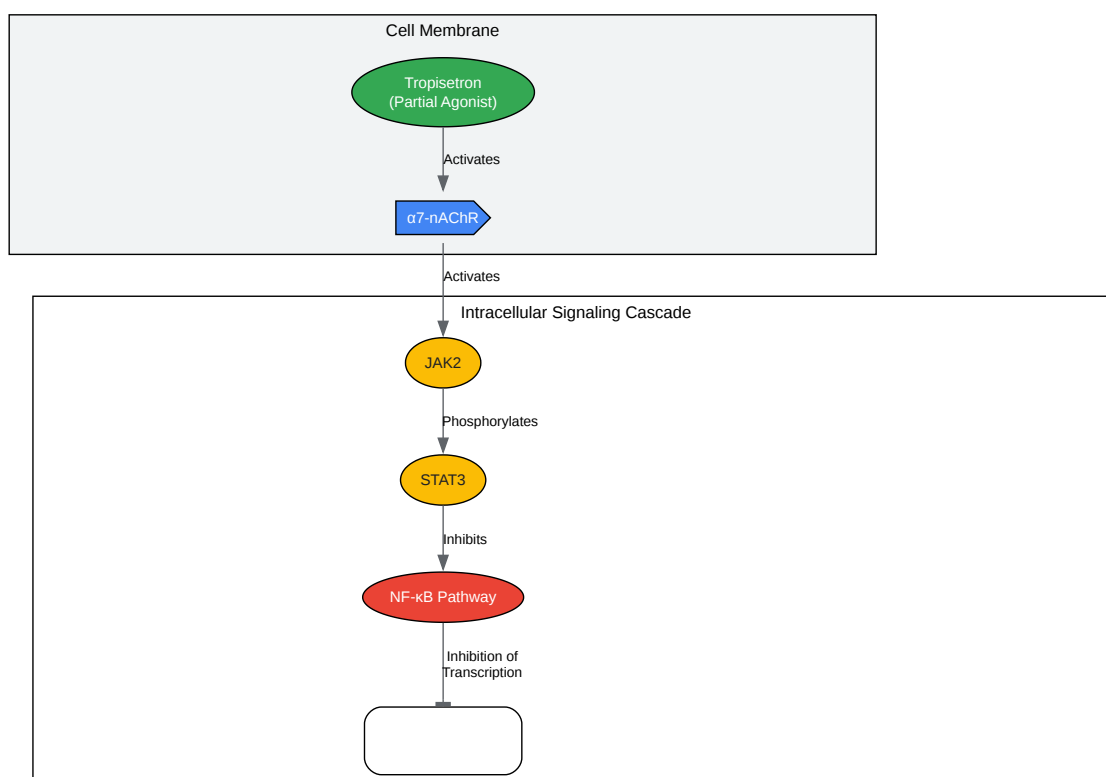 Cell Membrane
Tropisetron
(Partial Agonist)
Activates
α7-nAChR
Activates
Intracellular Signaling Cascade
JAK2
Phosphorylates
STAT3
Inhibits
NF-κB Pathway
Inhibition of
Transcription